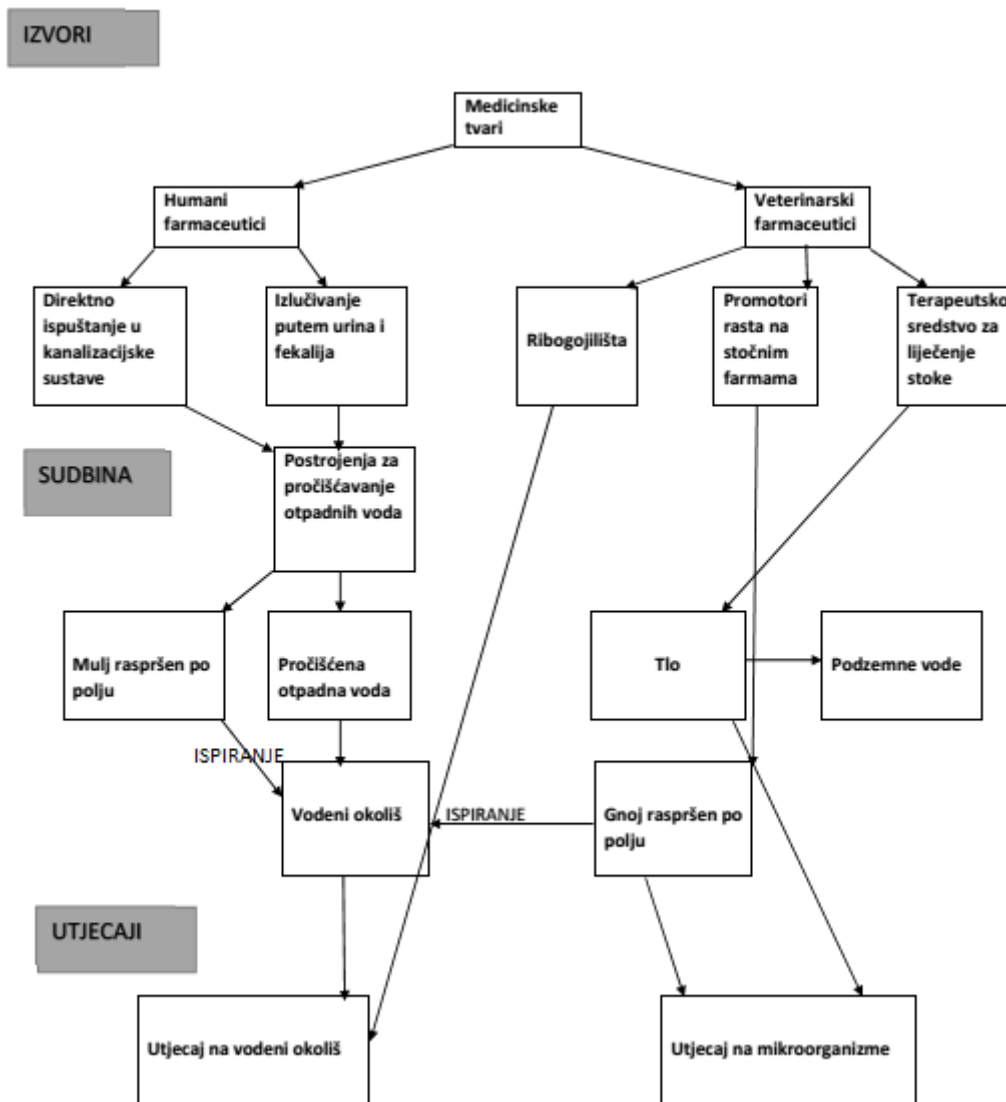 IZVORI
Medicinske
tvari
Humani
farmaceutici
Veterinarski
farmaceutici
Direktno
ispuštanje u
kanalizacijske
sustave
Izlučivanje
putem urina i
fekalija
Ribogojilišta
Promotori
rasta na
stočnim
farmama
Terapeutsko
sredstvo za
liječenje
stoke
SUDBINA
Postrojenja za
pročišćavanje
otpadnih voda
Mulj raspršen po
polju
Pročišćena
otpadna voda
Tlo
Podzemne vode
ISPIRANJE
Vodeni okoliš
ISPIRANJE
Gnoj raspršen po
polju
UTJECAJI
Utjecaj na vodeni okoliš
Utjecaj na mikroorganizme